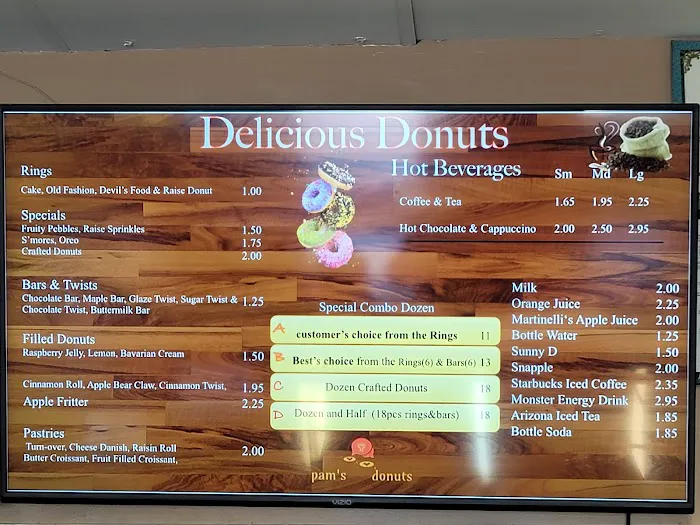 Delicious Donuts
Rings
Cake, Old Fashion, Devil's Food & Raise Donut 1.00
Specials
Fruity Pebbles, Raise Sprinkles 1.50
S'mores, Oreo 1.75
Crafted Donuts 2.00
Bars & Twists
Chocolate Bar, Maple Bar, Glaze Twist, Sugar Twist & 1.25
Chocolate Twist, Buttermilk Bar
Filled Donuts
Raspberry Jelly, Lemon, Bavarian Cream 1.50
Cinnamon Roll, Apple Bear Claw, Cinnamon Twist, 1.95
Apple Fritter 2.25
Pastries
Turn-over, Cheese Danish, Raisin Roll 2.00
Butter Croissant, Fruit Filled Croissant,
Hot Beverages Sm Md Lg
Coffee & Tea 1.65 1.95 2.25
Hot Chocolate & Cappuccino 2.00 2.50 2.95
Special Combo Dozen
A customer's choice from the Rings 11
B Best's choice from the Rings(6) & Bars(6) 13
C Dozen Crafted Donuts 18
D Dozen and Half (18pcs rings&bars) 18
pam's donuts
Milk 2.00
Orange Juice 2.25
Martinelli's Apple Juice 2.00
Bottle Water 1.25
Sunny D 1.50
Snapple 2.00
Starbucks Iced Coffee 2.35
Monster Energy Drink 2.95
Arizona Iced Tea 1.85
Bottle Soda 1.85
VIZIO